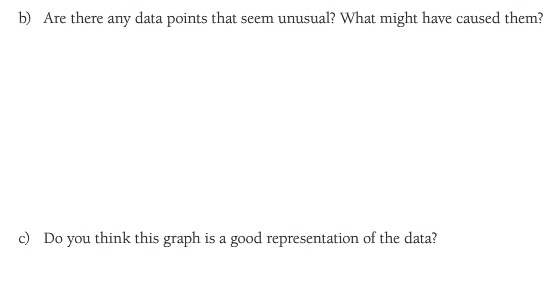 b) Are there any data points that seem unusual? What might have caused them?
c) Do you think this graph is a good representation of the data?